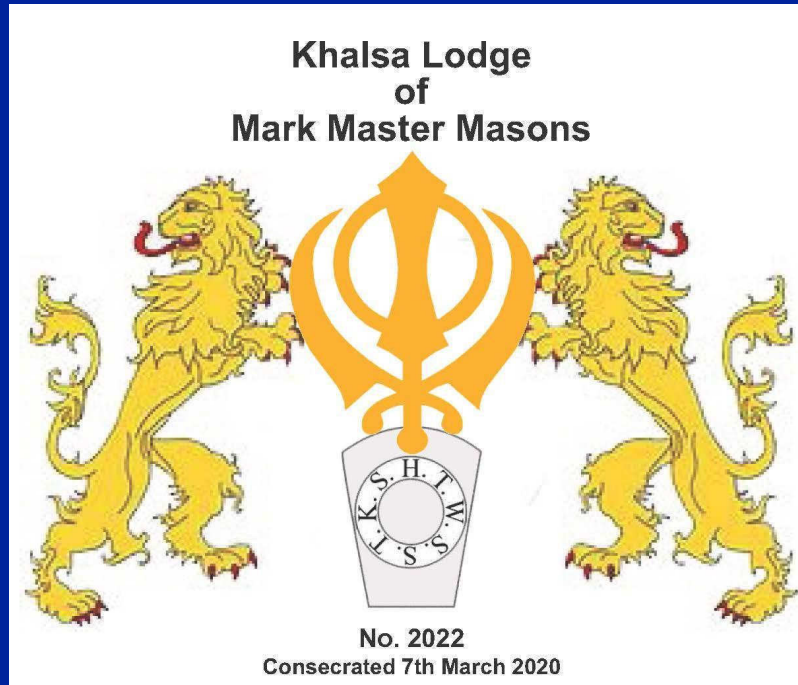 Khalsa Lodge
of
Mark Master Masons
H. T. W. S. S. T. K. S.
No. 2022
Consecrated 7th March 2020